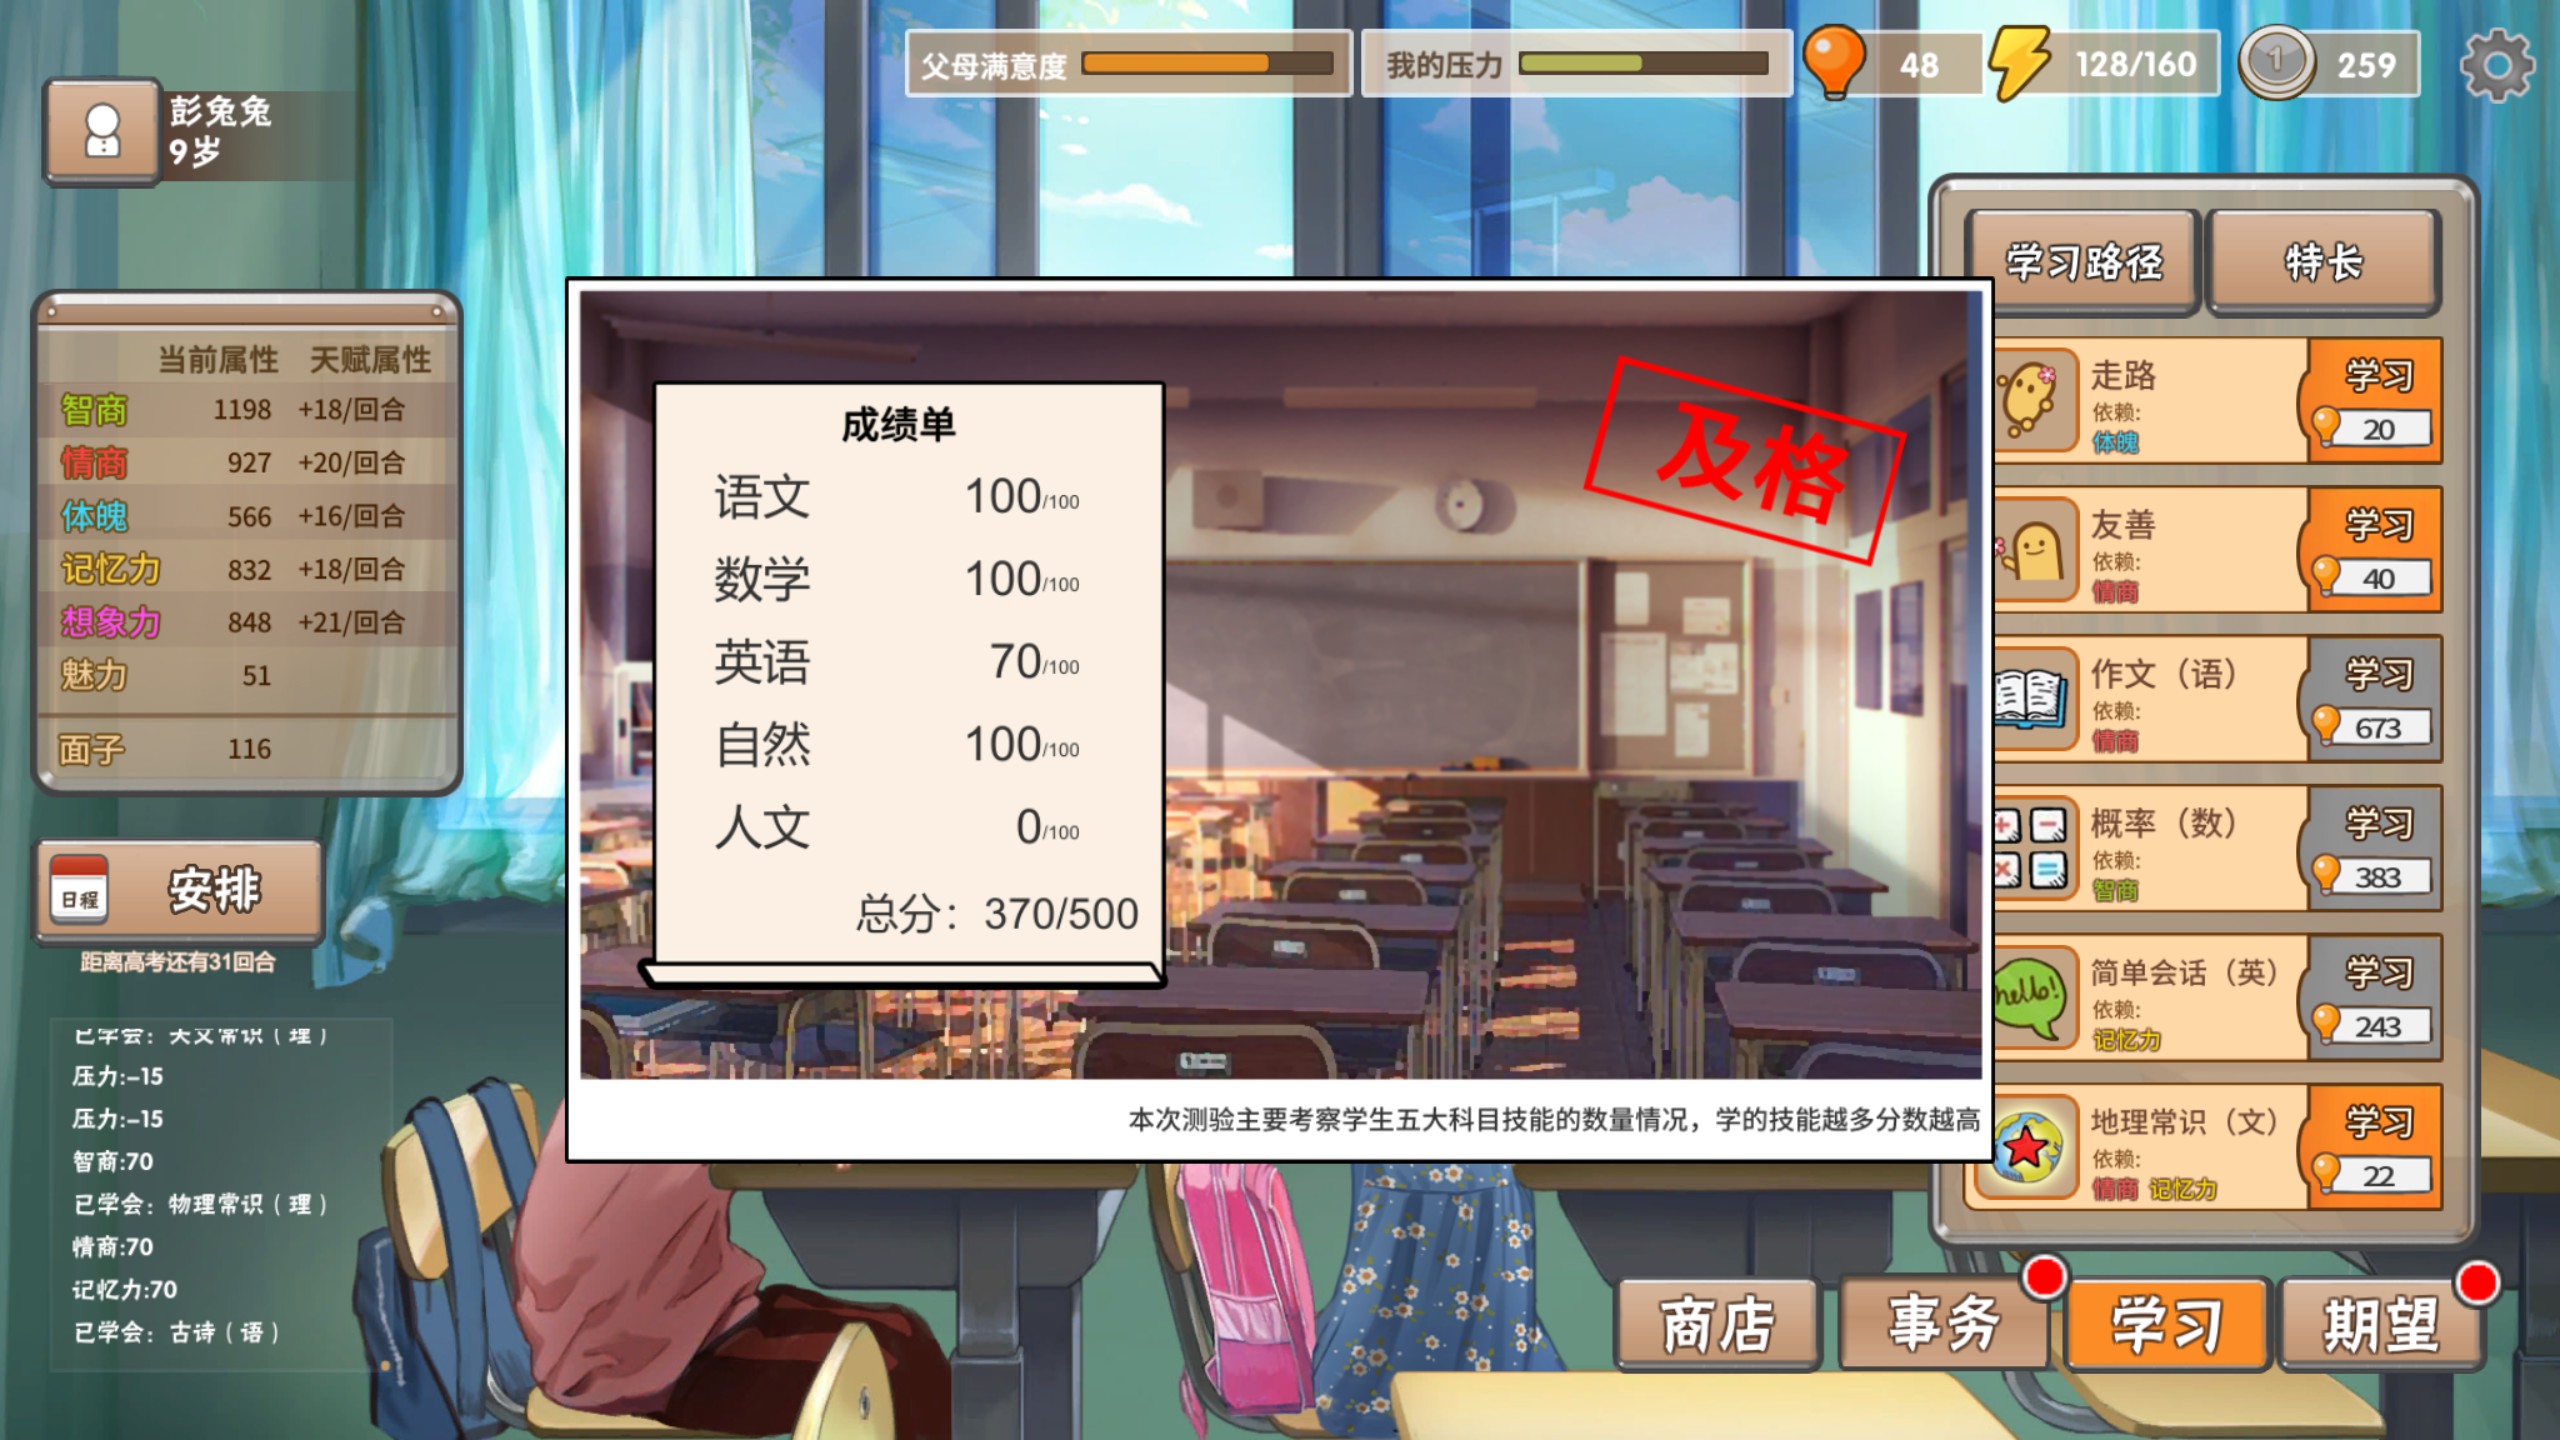 父母满意度
我的压力
48
128/160
1
259
彭兔兔
9岁
当前属性 天赋属性
智商 1198 +18/回合
情商 927 +20/回合
体魄 566 +16/回合
记忆力 832 +18/回合
想象力 848 +21/回合
魅力 51
面子 116
日程
安排
距离高考还有31回合
已学会：天文常识（理）
压力:-15
压力:-15
智商:70
已学会：物理常识（理）
情商:70
记忆力:70
已学会：古诗（语）
成绩单
语文 100/100
数学 100/100
英语 70/100
自然 100/100
人文 0/100
总分：370/500
及格
本次测验主要考察学生五大科目技能的数量情况，学的技能越多分数越高
学习路径
特长
走路
依赖:
体魄
学习
20
友善
依赖:
情商
学习
40
作文（语）
依赖:
情商
学习
673
概率（数）
依赖:
智商
学习
383
hello!
简单会话（英）
依赖:
记忆力
学习
243
地理常识（文）
依赖:
情商 记忆力
学习
22
商店
事务
学习
期望